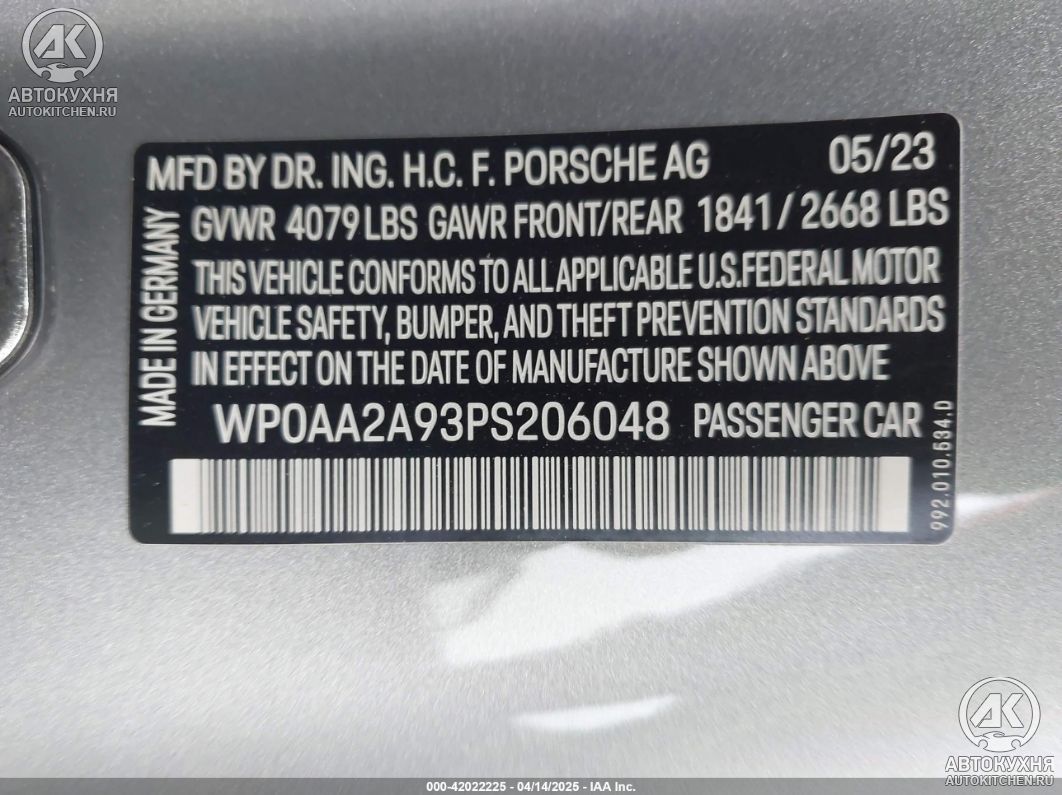 AK
АВТОКУХНЯ
AUTOKITCHEN.RU
MFD BY DR. ING. H.C. F. PORSCHE AG 05/23
GVWR 4079 LBS GAWR FRONT/REAR 1841 / 2668 LBS
THIS VEHICLE CONFORMS TO ALL APPLICABLE U.S.FEDERAL MOTOR
VEHICLE SAFETY, BUMPER, AND THEFT PREVENTION STANDARDS
IN EFFECT ON THE DATE OF MANUFACTURE SHOWN ABOVE
MADE IN GERMANY
WP0AA2A93PS206048 PASSENGER CAR
992.010.534.D
AK
АВТОКУХНЯ
AUTOKITCHEN.RU
000-42022225 - 04/14/2025 - IAA Inc.